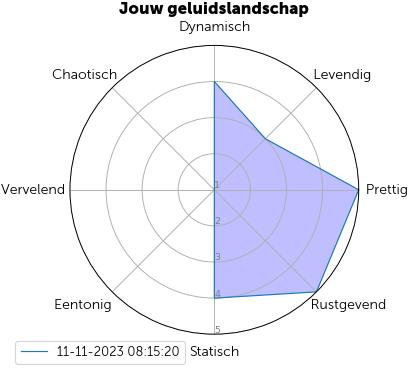 Jouw geluidslandschap
Dynamisch
Chaotisch
Levendig
Vervelend
Prettig
1
2
3
4
5
Eentonig
Rustgevend
Statisch
11-11-2023 08:15:20